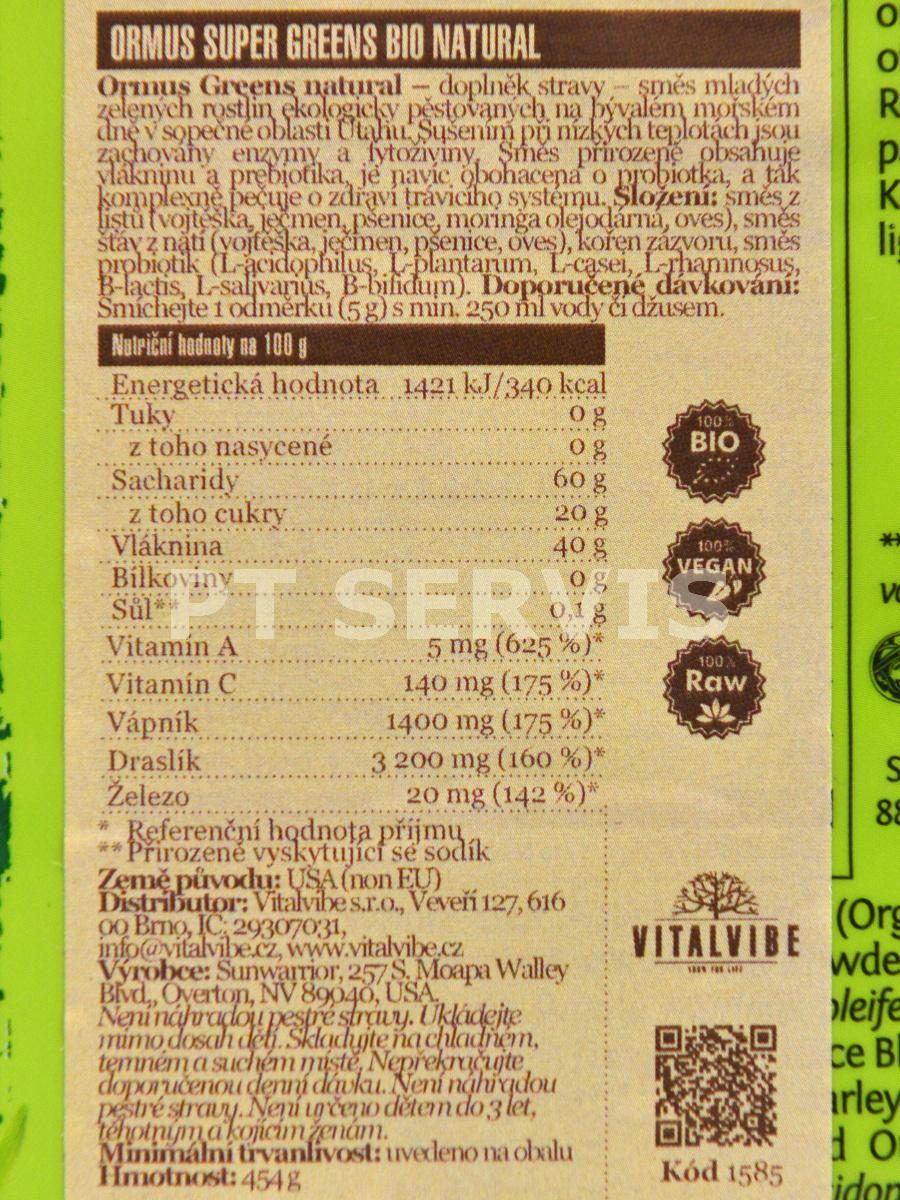 ORMUS SUPER GREENS BIO NATURAL
Ormus Greens natural – doplněk stravy – směs mladých
zelených rostlin ekologicky pěstovaných na bývalém mořském
dně v sopečné oblasti Utahu. Sušením při nízkých teplotách jsou
zachovány enzymy a fytoživiny. Směs přirozeně obsahuje
vlákninu a prebiotika, je navíc obohacena o probiotka, a tak
komplexně pečuje o zdraví trávicího systému. Složení: směs z
listů (vojtěška, ječmen, pšenice, moringa olejodárná, oves), směs
šťáv z natí (vojtěška, ječmen, pšenice, oves), kořen zázvoru, směs
probiotik (L-acidophilus, L-plantarum, L-casei, L-rhamnosus,
B-lactis, L-salivarius, B-bifidum). Doporučené dávkování:
Smíchejte 1 odměrku (5 g) s min. 250 ml vody či džusem.
Nutriční hodnoty na 100 g
Energetická hodnota 1421 kJ/340 kcal
Tuky 0 g
z toho nasycené 0 g
Sacharidy 60 g
z toho cukry 20 g
Vláknina 40 g
Bílkoviny 0 g
Sůl** 0,1 g
Vitamín A 5 mg (625 %)*
Vitamín C 140 mg (175 %)*
Vápník 1400 mg (175 %)*
Draslík 3 200 mg (160 %)*
Železo 20 mg (142 %)*
* Referenční hodnota příjmu
** Přirozeně vyskytující se sodík
Země původu: USA (non EU)
Distributor: Vitalvibe s.r.o., Veveří 127, 616
00 Brno, IČ: 29307031,
info@vitalvibe.cz, www.vitalvibe.cz
Výrobce: Sunwarrior, 257 S. Moapa Walley
Blvd., Overton, NV 89040, USA.
Není náhradou pestré stravy. Ukládejte
mimo dosah dětí. Skladujte na chladném,
temném a suchém místě. Nepřekračujte
doporučenou denní dávku. Není náhradou
pestré stravy. Není určeno dětem do 3 let,
těhotným a kojícím ženám.
Minimální trvanlivost: uvedeno na obalu
Hmotnost: 454 g
100%
BIO
100%
VEGAN
100%
Raw
VITALVIBE
Kód 1585
PT SERVIS
(Org